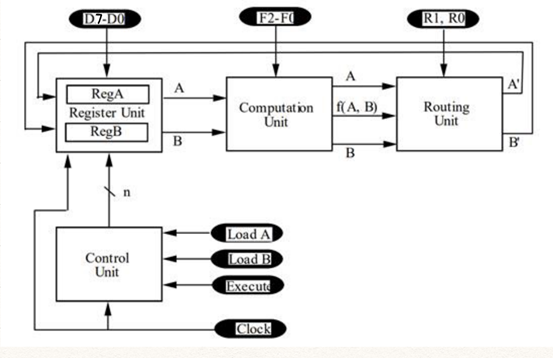 D7-D0
F2-F0
R1, R0
RegA
Register Unit
RegB
A
B
Computation
Unit
A
f(A, B)
B
Routing
Unit
A'
B'
n
Control
Unit
Load A
Load B
Execute
Clock